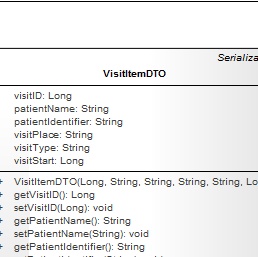 Serializa
VisitItemDTO
visitID: Long
patientName: String
patientIdentifier: String
visitPlace: String
visitType: String
visitStart: Long
+ VisitItemDTO(Long, String, String, String, String, Lo
+ getVisitID(): Long
+ setVisitID(Long): void
+ getPatientName(): String
+ setPatientName(String): void
+ getPatientIdentifier(): String